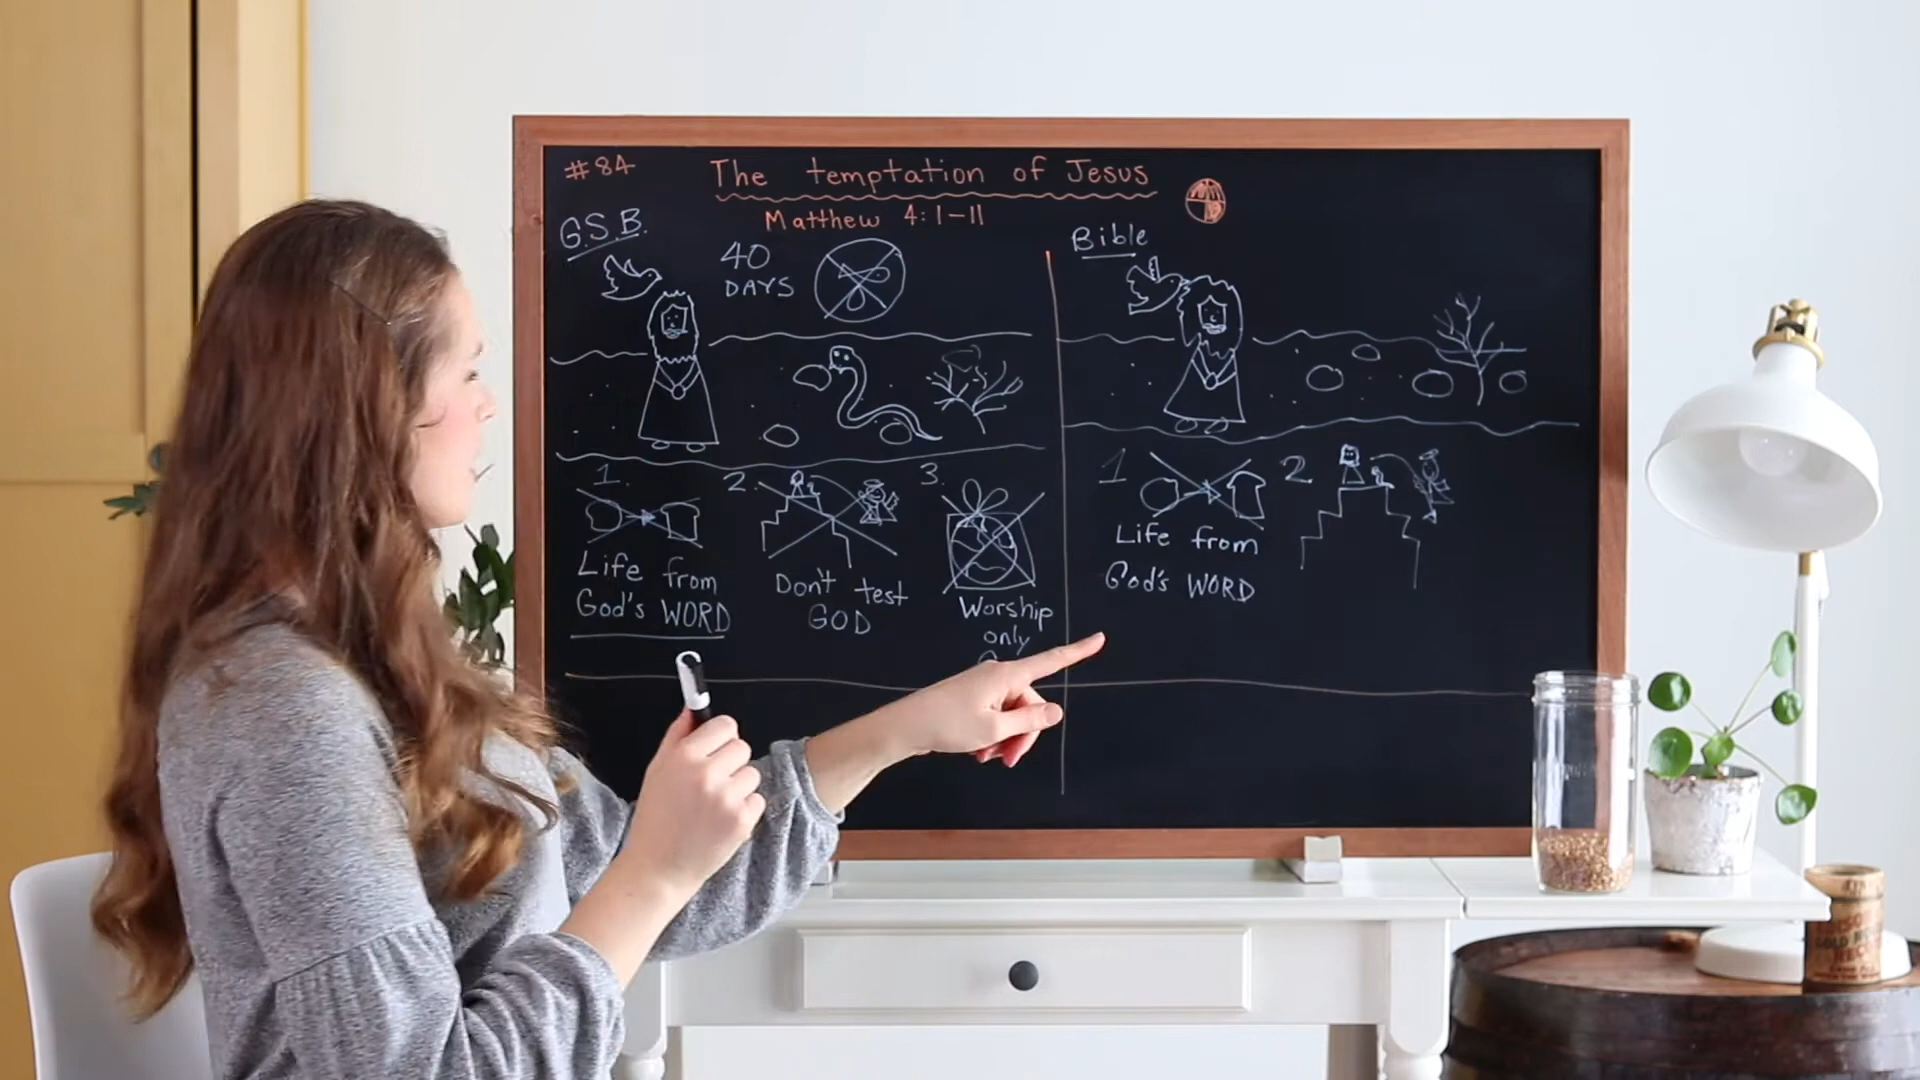 #84
The temptation of Jesus
Matthew 4:1-11
G.S.B.
40
DAYS
1.
Life from
God's WORD
2.
Don't test
GOD
3.
Worship
only
Bible
1
Life from
God's WORD
2.